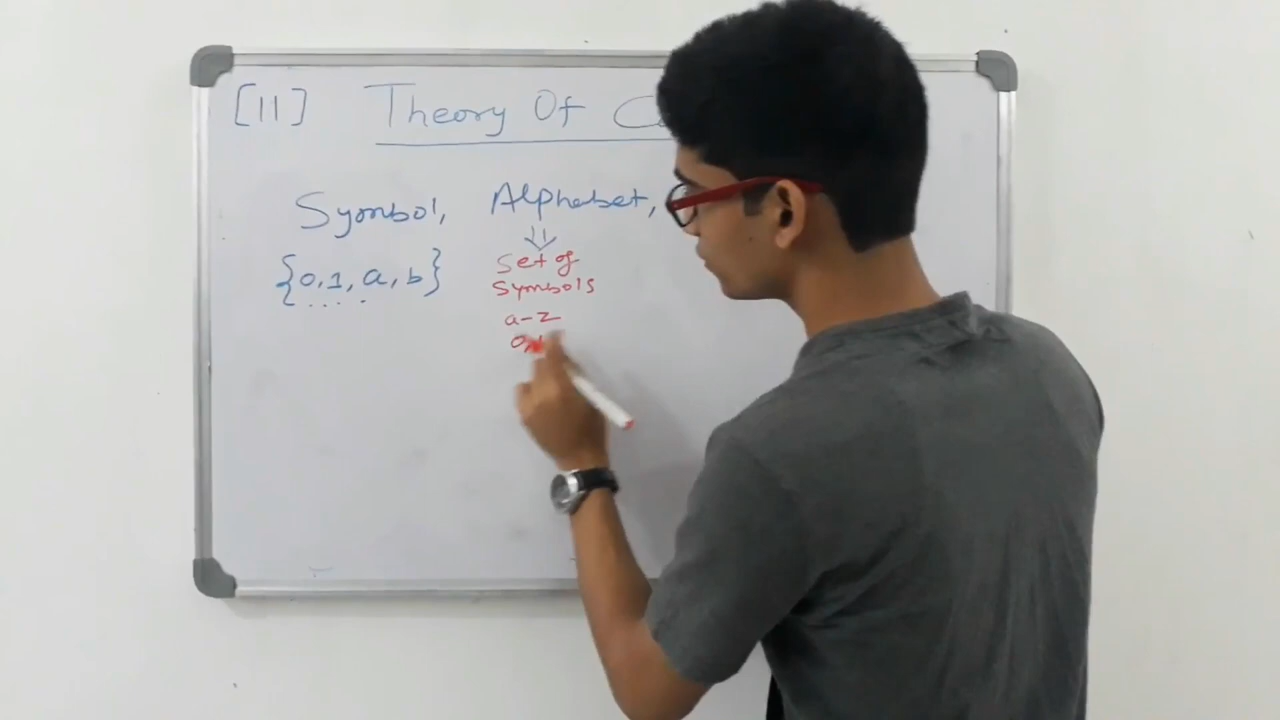 [11] Theory Of
Symbol, Alphabet,
{0,1,a,b}
Set of
Symbols
a-z